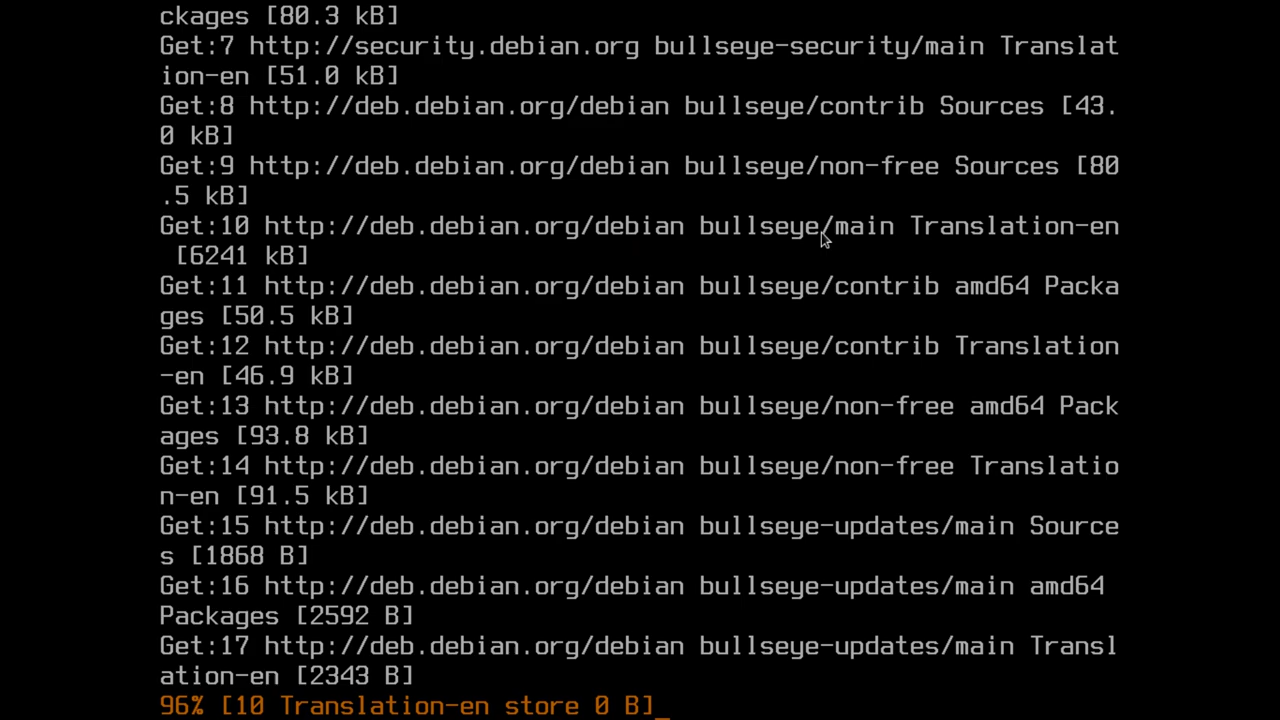 ckages [80.3 kB]
Get:7 http://security.debian.org bullseye-security/main Translat
ion-en [51.0 kB]
Get:8 http://deb.debian.org/debian bullseye/contrib Sources [43.
0 kB]
Get:9 http://deb.debian.org/debian bullseye/non-free Sources [80
.5 kB]
Get:10 http://deb.debian.org/debian bullseye/main Translation-en
 [6241 kB]
Get:11 http://deb.debian.org/debian bullseye/contrib amd64 Packa
ges [50.5 kB]
Get:12 http://deb.debian.org/debian bullseye/contrib Translation
-en [46.9 kB]
Get:13 http://deb.debian.org/debian bullseye/non-free amd64 Pack
ages [93.8 kB]
Get:14 http://deb.debian.org/debian bullseye/non-free Translatio
n-en [91.5 kB]
Get:15 http://deb.debian.org/debian bullseye-updates/main Source
s [1868 B]
Get:16 http://deb.debian.org/debian bullseye-updates/main amd64
Packages [2592 B]
Get:17 http://deb.debian.org/debian bullseye-updates/main Transl
ation-en [2343 B]
96% [10 Translation-en store 0 B]_